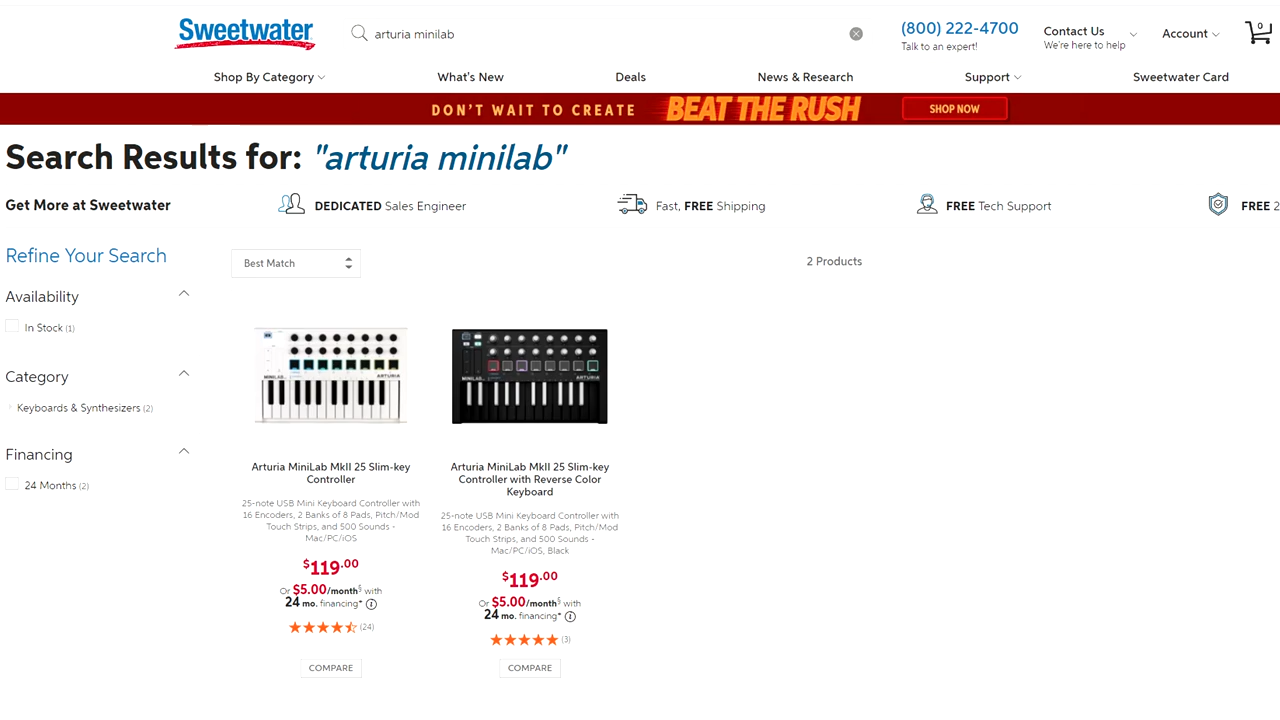 Sweetwater
arturia minilab
(800) 222-4700
Talk to an expert!
Contact Us
We're here to help
Account
0
Shop By Category
What's New
Deals
News & Research
Support
Sweetwater Card
DON'T WAIT TO CREATE
BEAT THE RUSH
SHOP NOW
Search Results for: "arturia minilab"
Get More at Sweetwater
DEDICATED Sales Engineer
Fast, FREE Shipping
FREE Tech Support
FREE 2
Refine Your Search
Availability
In Stock (1)
Category
Keyboards & Synthesizers (2)
Financing
24 Months (2)
Best Match
2 Products
MINILAB
ARTURIA
Arturia MiniLab MkII 25 Slim-key
Controller
25-note USB Mini Keyboard Controller with
16 Encoders, 2 Banks of 8 Pads, Pitch/Mod
Touch Strips, and 500 Sounds -
Mac/PC/iOS
$119.00
Or $5.00/month§ with
24 mo. financing* i
(24)
COMPARE
MINILAB
ARTURIA
Arturia MiniLab MkII 25 Slim-key
Controller with Reverse Color
Keyboard
25-note USB Mini Keyboard Controller with
16 Encoders, 2 Banks of 8 Pads, Pitch/Mod
Touch Strips, and 500 Sounds -
Mac/PC/iOS, Black
$119.00
Or $5.00/month§ with
24 mo. financing* i
(3)
COMPARE